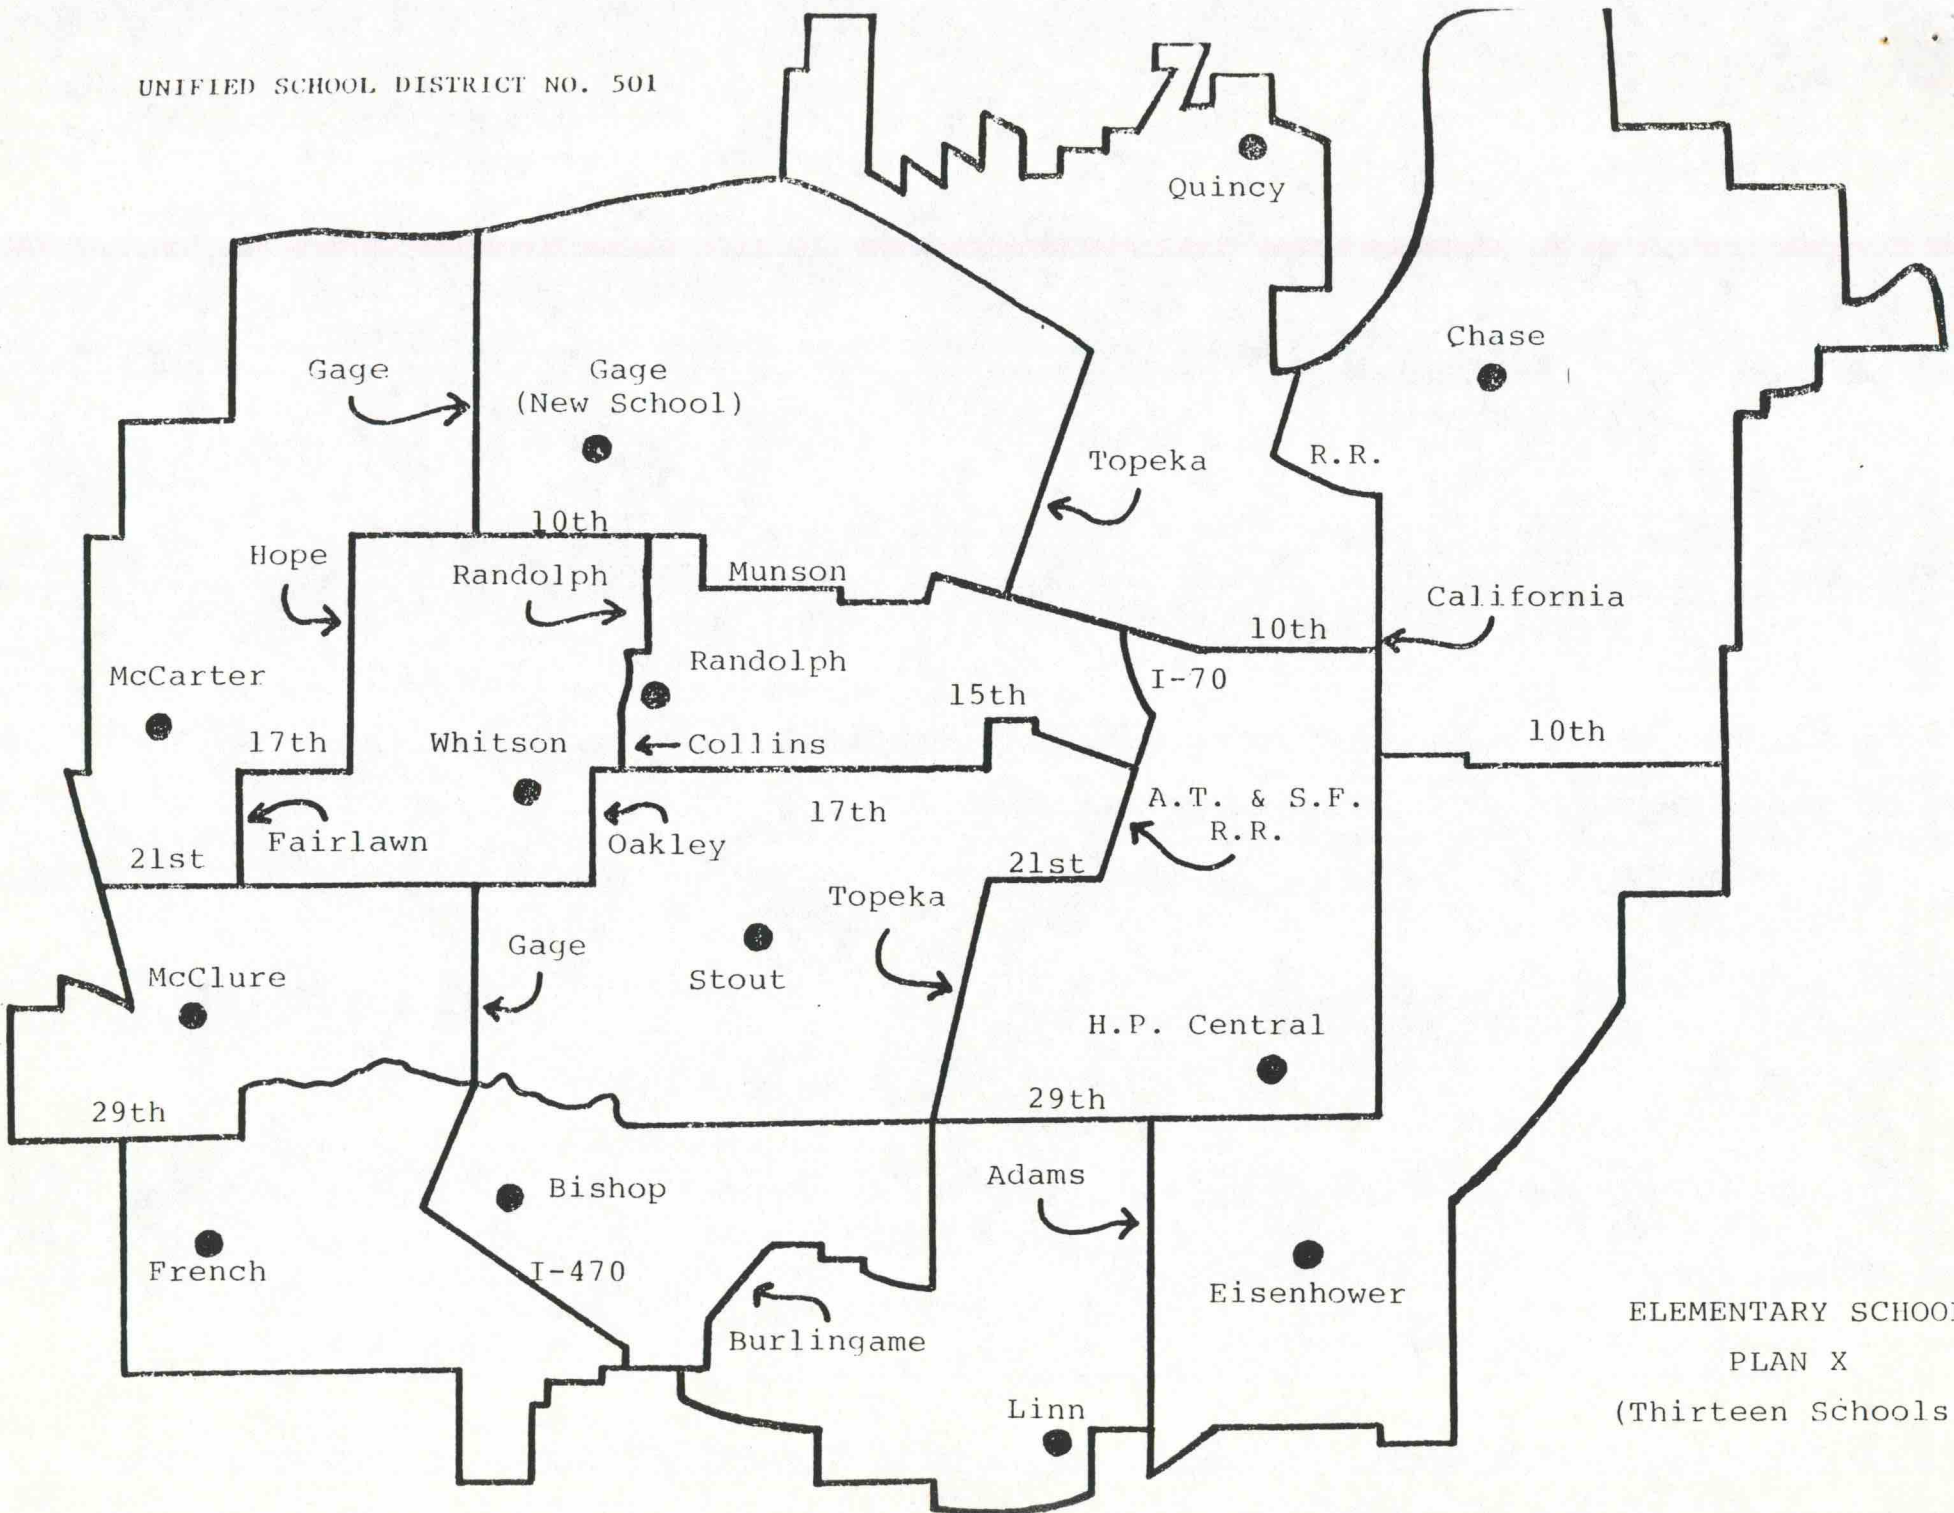 UNIFIED SCHOOL DISTRICT NO. 501
Quincy
Chase
Gage
Gage
(New School)
R.R.
Topeka
10th
Hope
Randolph
Munson
California
10th
McCarter
Randolph
I-70
15th
17th
Whitson
Collins
10th
A.T. & S.F.
R.R.
17th
Fairlawn
Oakley
21st
21st
Topeka
Gage
McClure
Stout
H.P. Central
29th
29th
Adams
Bishop
French
I-470
Eisenhower
Burlingame
ELEMENTARY SCHOOL
PLAN X
(Thirteen Schools
Linn